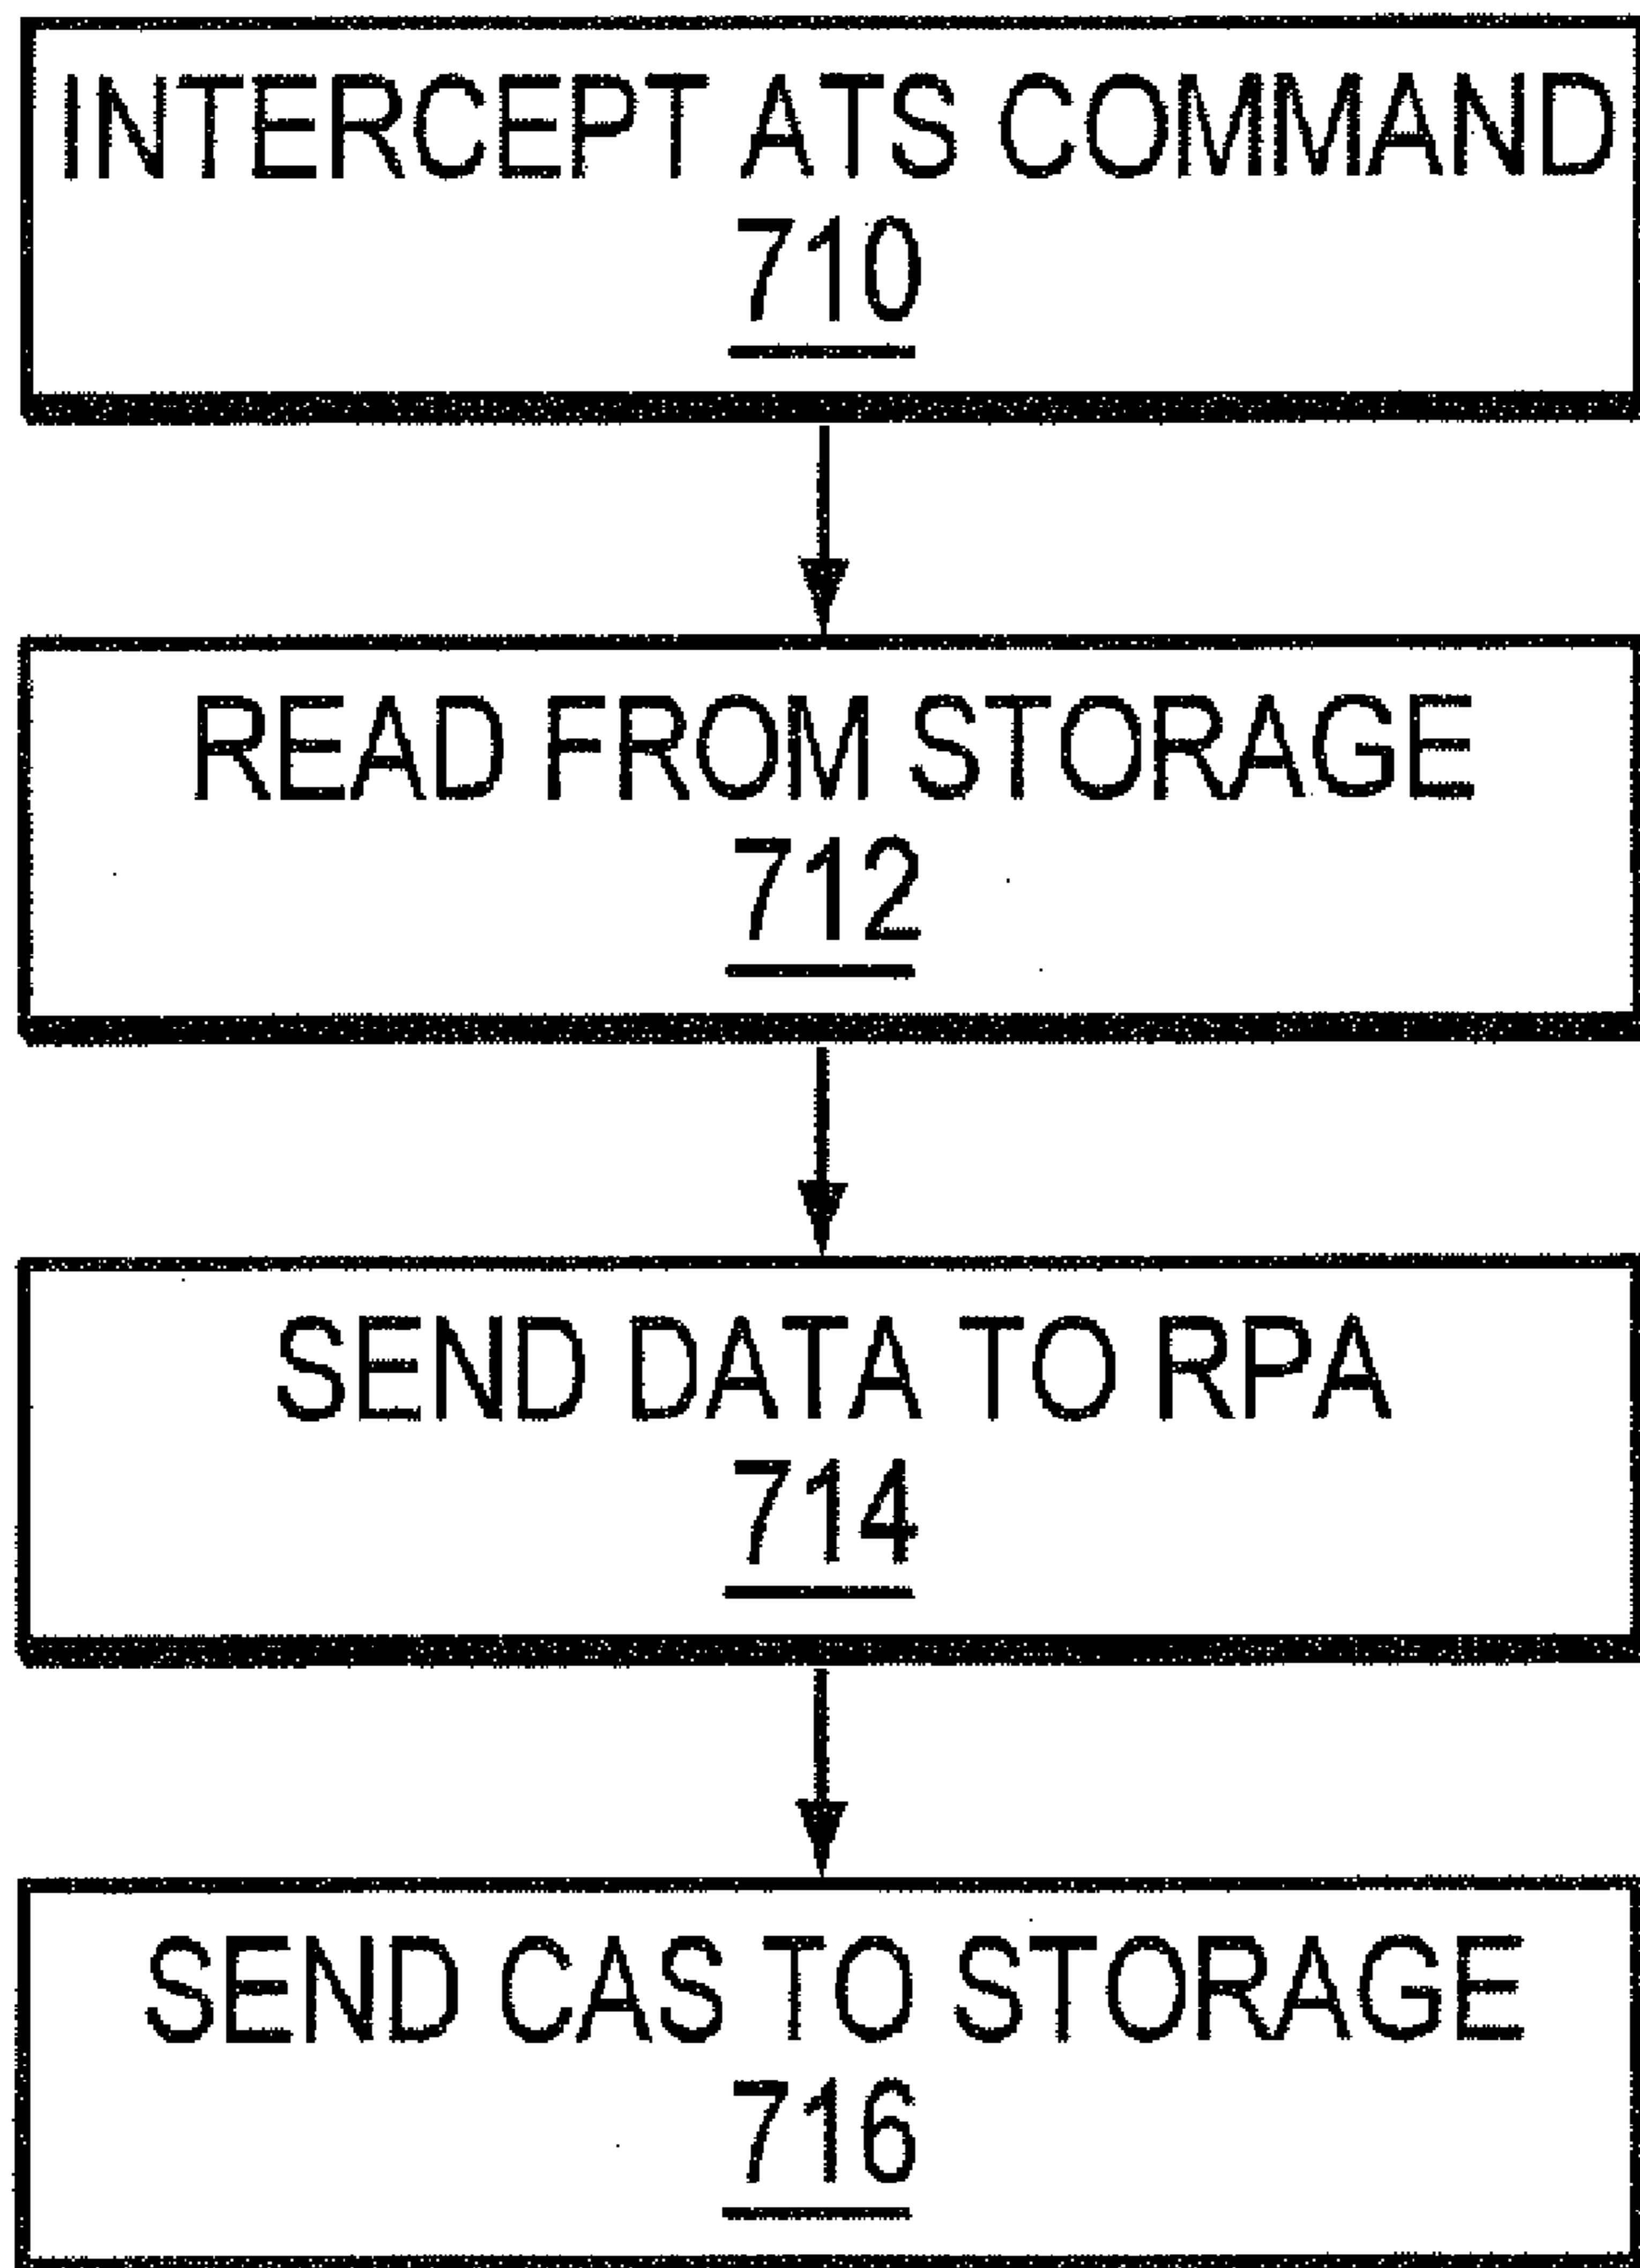 INTERCEPT ATS COMMAND
710
READ FROM STORAGE
712
SEND DATA TO RPA
714
SEND CAS TO STORAGE
716